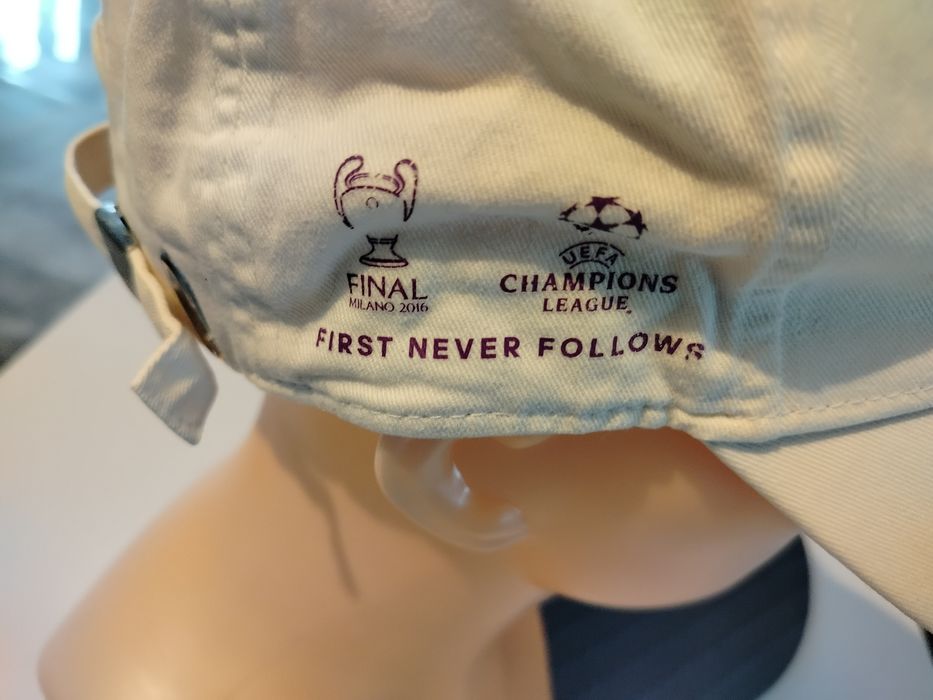 FINAL
MILANO 2016
UEFA
CHAMPIONS
LEAGUE
FIRST NEVER FOLLOWS